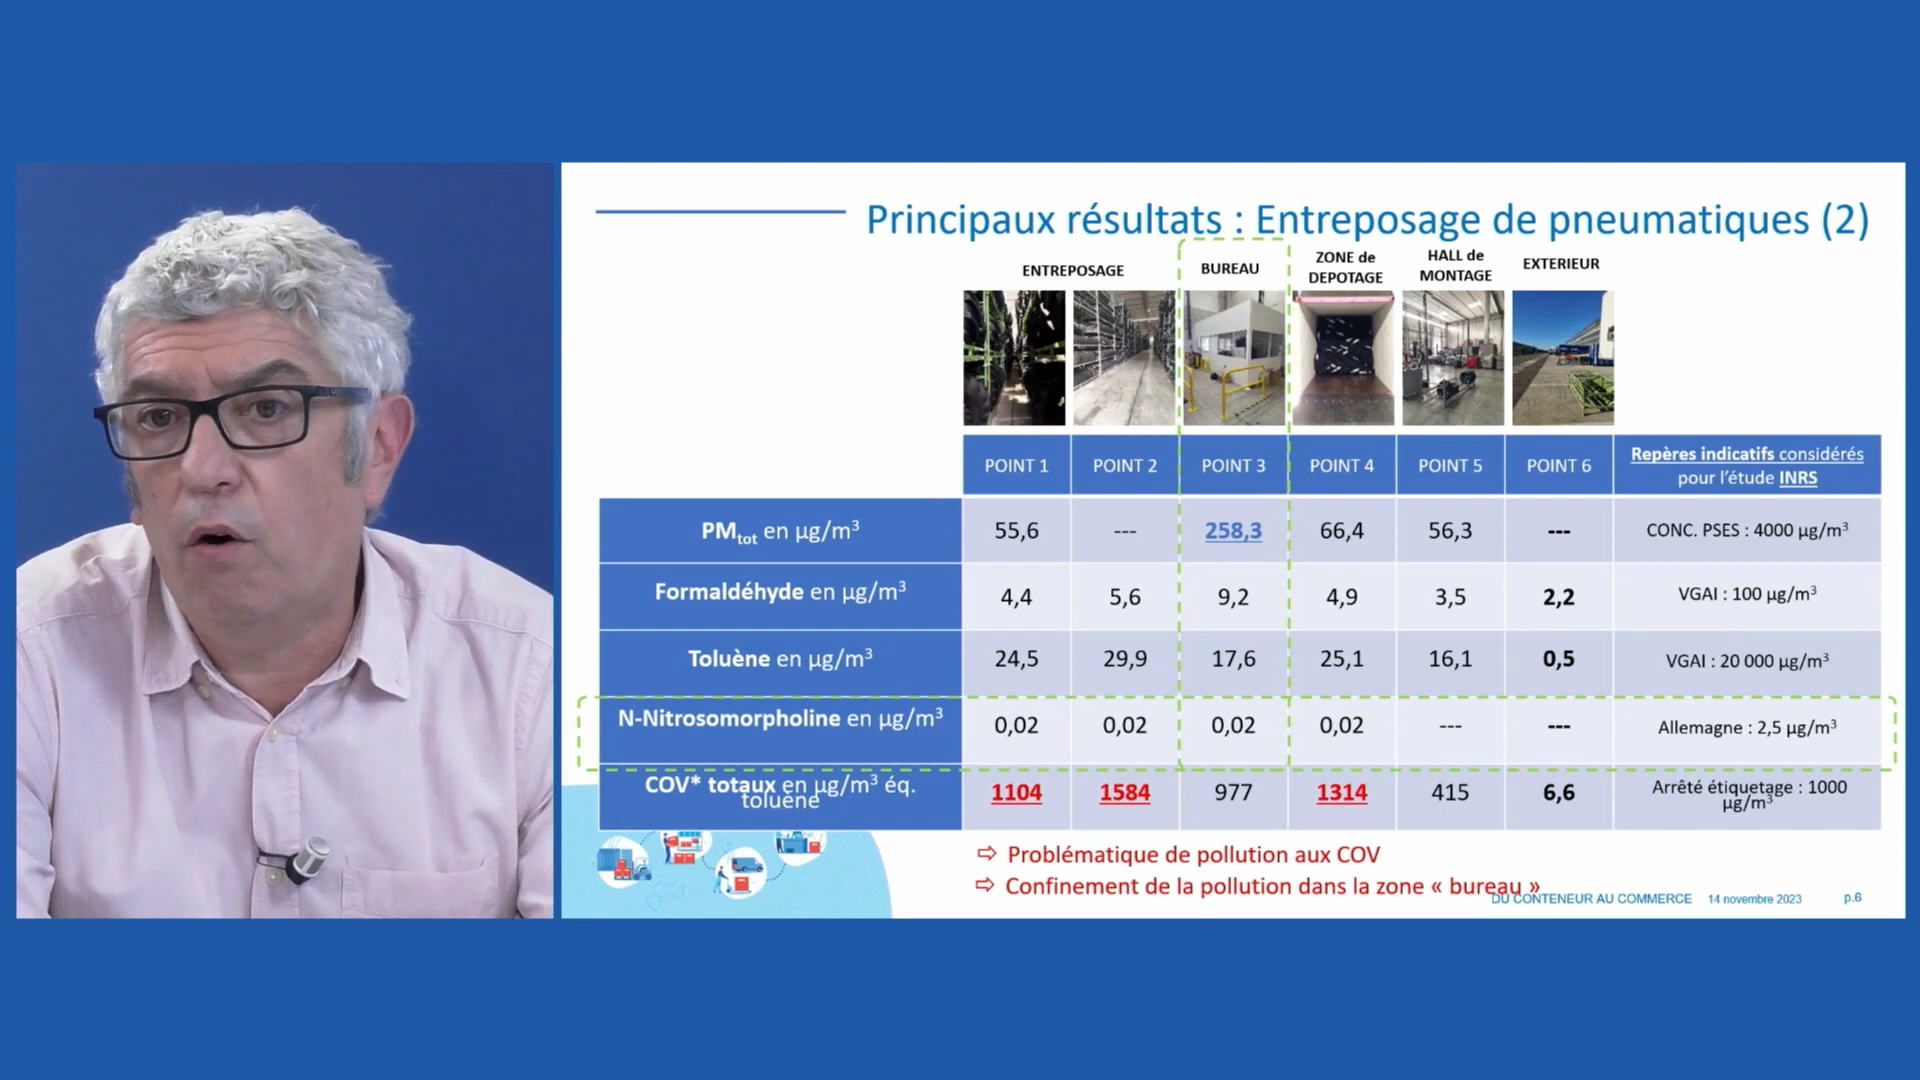 Principaux résultats : Entreposage de pneumatiques (2)
ENTREPOSAGE
BUREAU
ZONE de
DEPOTAGE
HALL de
MONTAGE
EXTERIEUR
POINT 1 POINT 2 POINT 3 POINT 4 POINT 5 POINT 6 Repères indicatifs considérés
pour l'étude INRS
PMtot en µg/m³ 55,6 --- 258,3 66,4 56,3 --- CONC. PSES : 4000 µg/m³
Formaldéhyde en µg/m³ 4,4 5,6 9,2 4,9 3,5 2,2 VGAI : 100 µg/m³
Toluène en µg/m³ 24,5 29,9 17,6 25,1 16,1 0,5 VGAI : 20 000 µg/m³
N-Nitrosomorpholine en µg/m³ 0,02 0,02 0,02 0,02 --- --- Allemagne : 2,5 µg/m³
COV* totaux en µg/m³ éq.
toluène
1104 1584 977 1314 415 6,6
Arrêté étiquetage : 1000
µg/m³
⇨ Problématique de pollution aux COV
⇨ Confinement de la pollution dans la zone « bureau »
DU CONTENEUR AU COMMERCE 14 novembre 2023 p.6